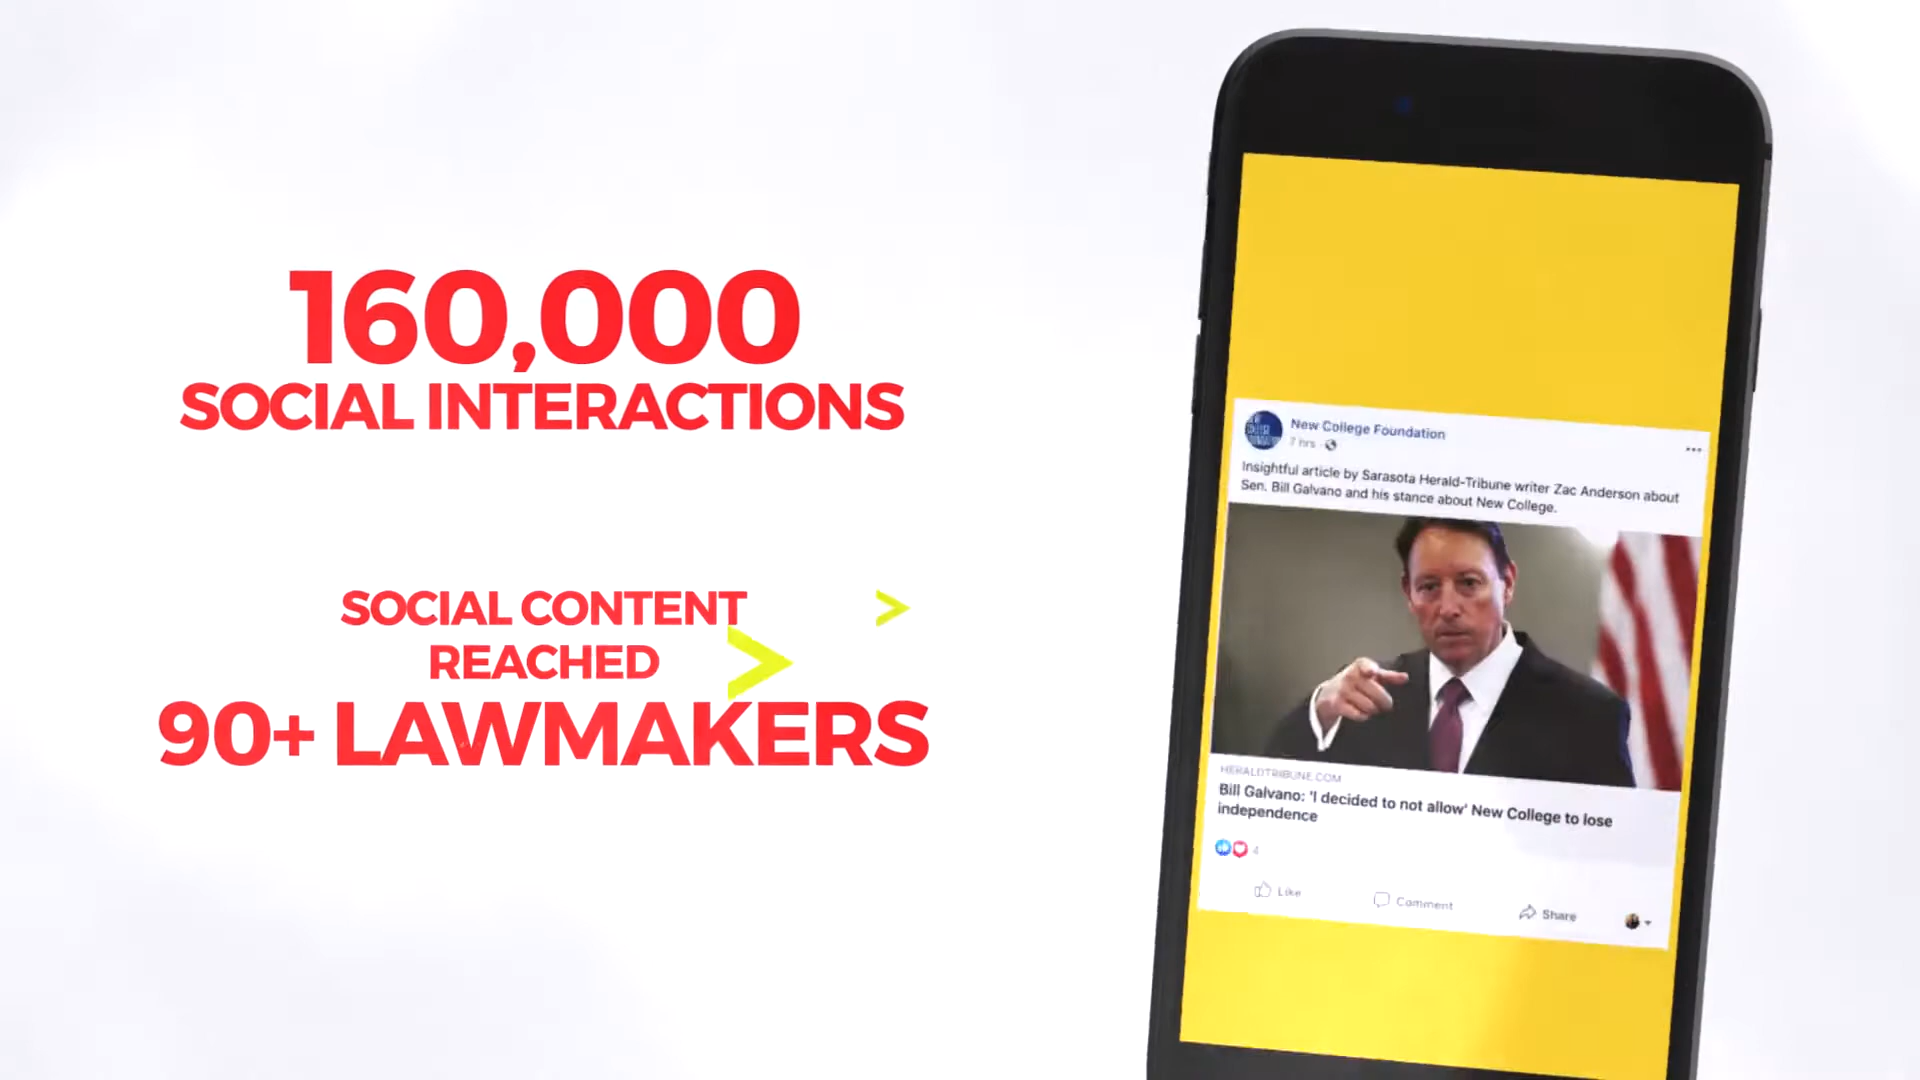 160,000
SOCIAL INTERACTIONS
SOCIAL CONTENT
REACHED
90+ LAWMAKERS
New College Foundation
7 hrs ·
Insightful article by Sarasota Herald-Tribune writer Zac Anderson about
Sen. Bill Galvano and his stance about New College.
HERALDTRIBUNE.COM
Bill Galvano: 'I decided to not allow' New College to lose
independence
4
Like
Comment
Share